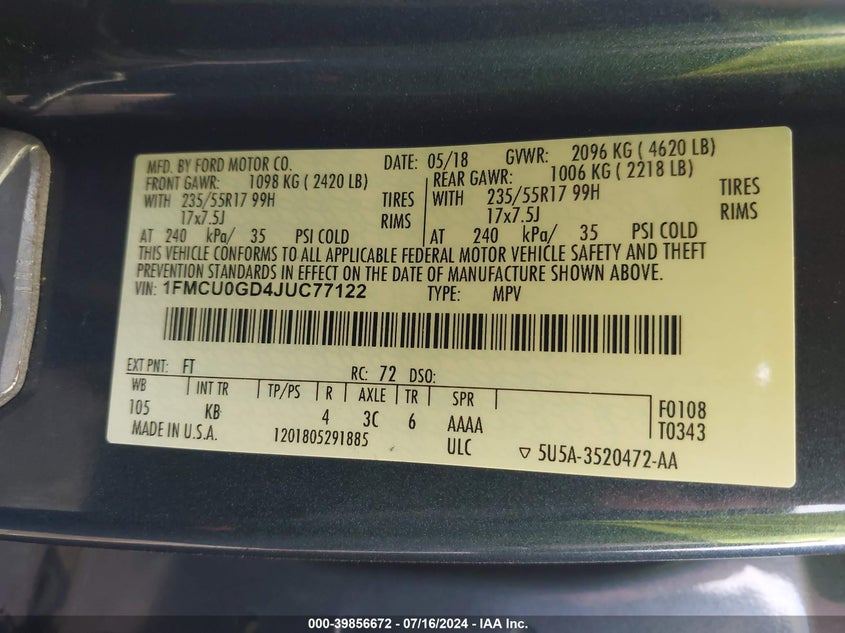 MFD. BY FORD MOTOR CO. DATE: 05/18 GVWR: 2096 KG ( 4620 LB)
FRONT GAWR: 1098 KG ( 2420 LB) REAR GAWR: 1006 KG ( 2218 LB)
WITH 235/55R17 99H TIRES WITH 235/55R17 99H TIRES
17x7.5J RIMS 17x7.5J RIMS
AT 240 kPa/ 35 PSI COLD AT 240 kPa/ 35 PSI COLD
THIS VEHICLE CONFORMS TO ALL APPLICABLE FEDERAL MOTOR VEHICLE SAFETY AND THEFT
PREVENTION STANDARDS IN EFFECT ON THE DATE OF MANUFACTURE SHOWN ABOVE.
VIN: 1FMCU0GD4JUC77122 TYPE: MPV
EXT PNT: FT RC: 72 DSO:
WB INT TR TP/PS R AXLE TR SPR
105 KB 4 3C 6 AAAA F0108
MADE IN U.S.A. 1201805291885 ULC T0343
▽ 5U5A-3520472-AA
000-39856672 - 07/16/2024 - IAA Inc.